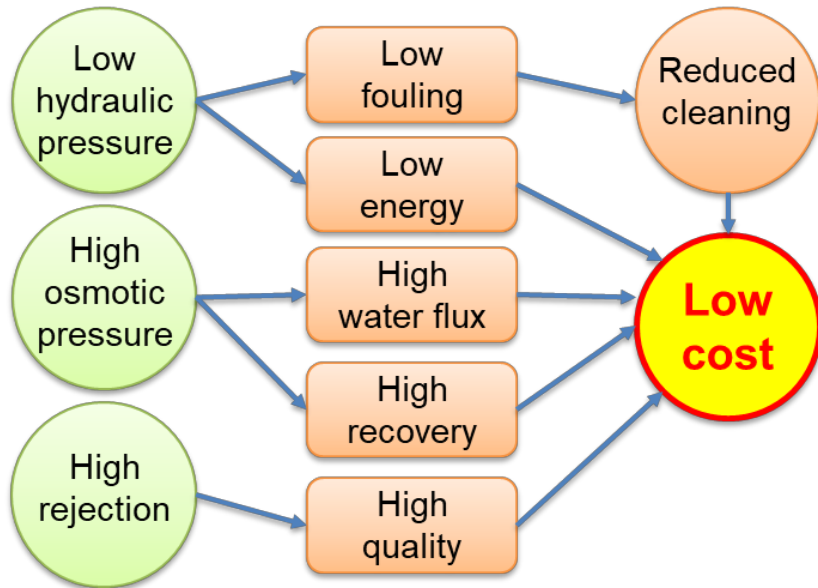 Low
hydraulic
pressure
Low
fouling
Reduced
cleaning
Low
energy
High
osmotic
pressure
High
water flux
Low
cost
High
recovery
High
rejection
High
quality